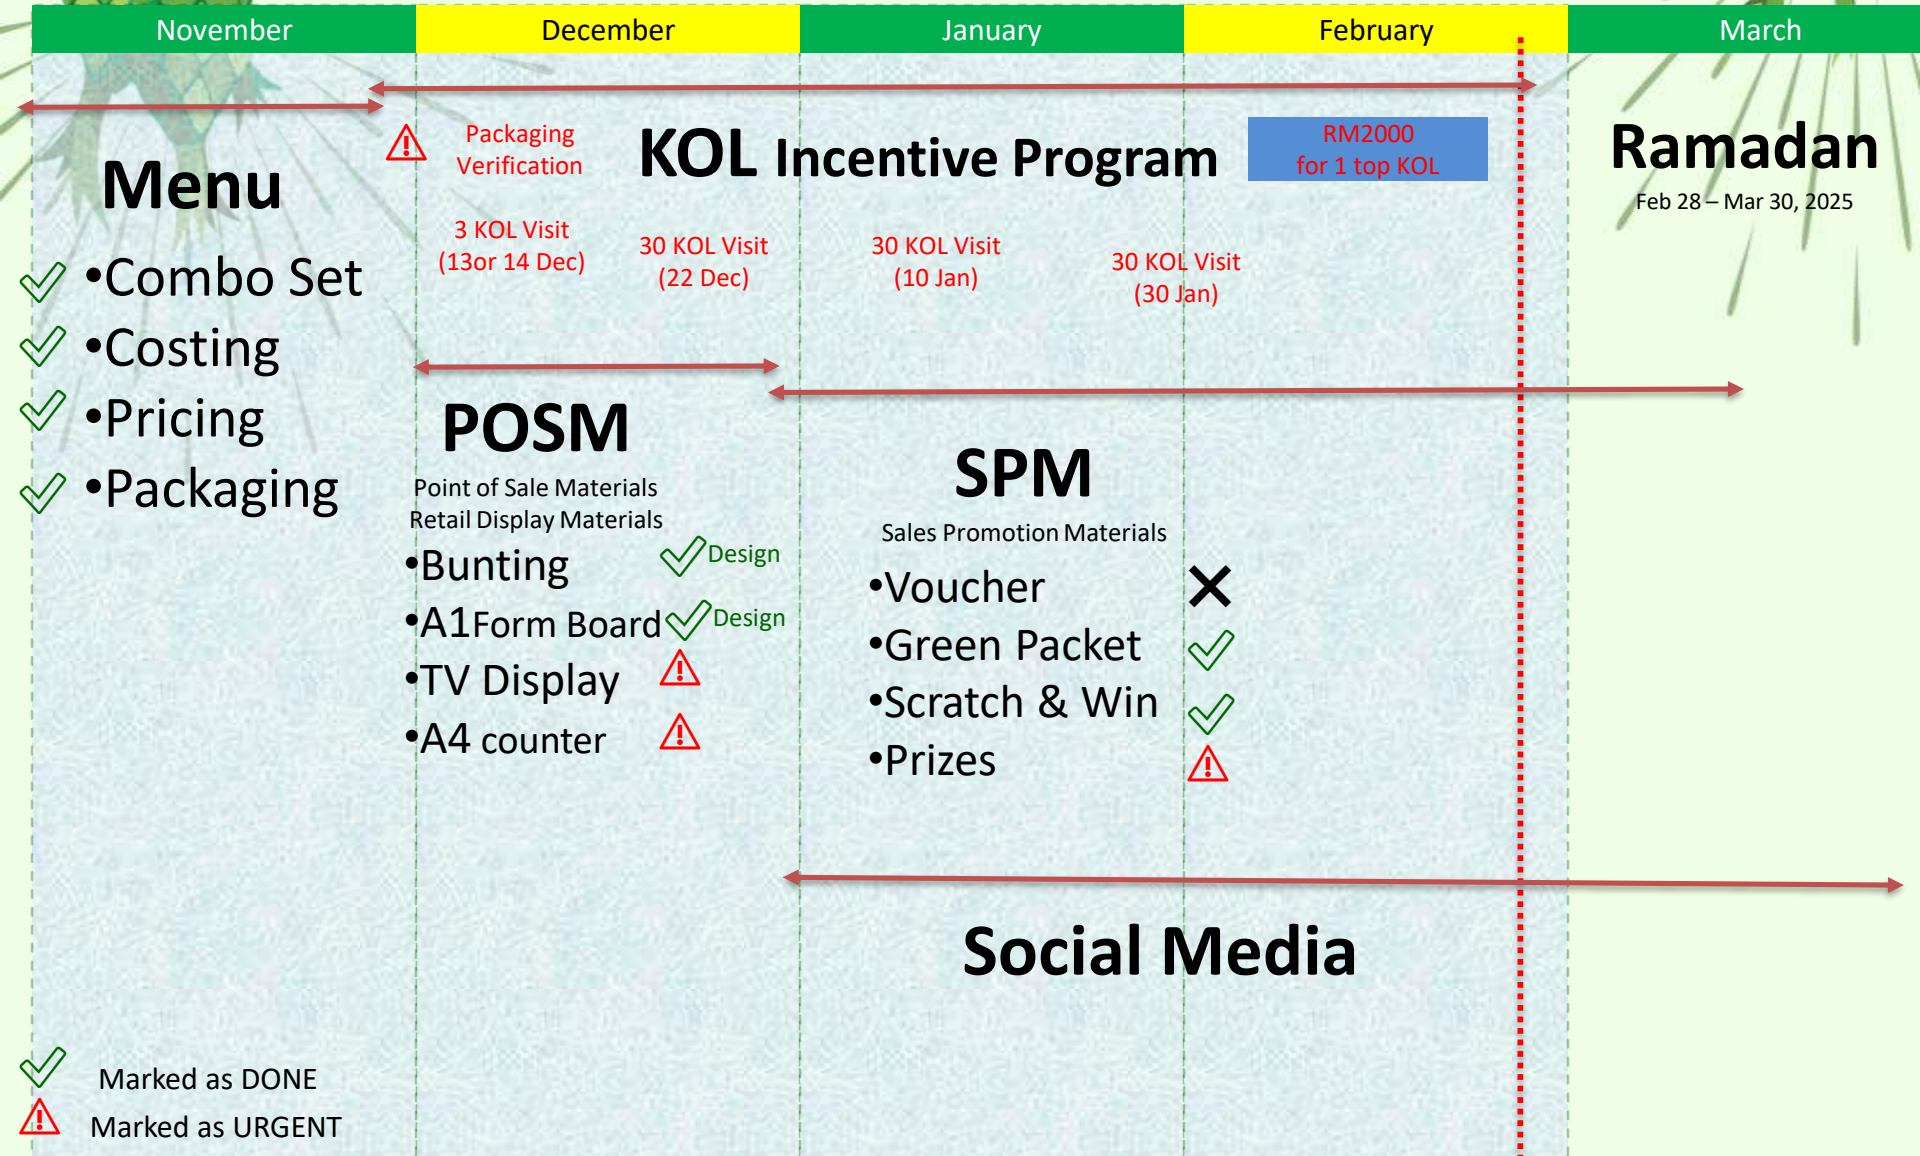 November
December
January
February
March
Menu
•Combo Set
•Costing
•Pricing
•Packaging
Packaging
Verification
KOL Incentive Program
RM2000
for 1 top KOL
3 KOL Visit
(13or 14 Dec)
30 KOL Visit
(22 Dec)
30 KOL Visit
(10 Jan)
30 KOL Visit
(30 Jan)
Ramadan
Feb 28 – Mar 30, 2025
POSM
Point of Sale Materials
Retail Display Materials
•Bunting
Design
•A1Form Board
Design
•TV Display
•A4 counter
SPM
Sales Promotion Materials
•Voucher
•Green Packet
•Scratch & Win
•Prizes
Social Media
Marked as DONE
Marked as URGENT